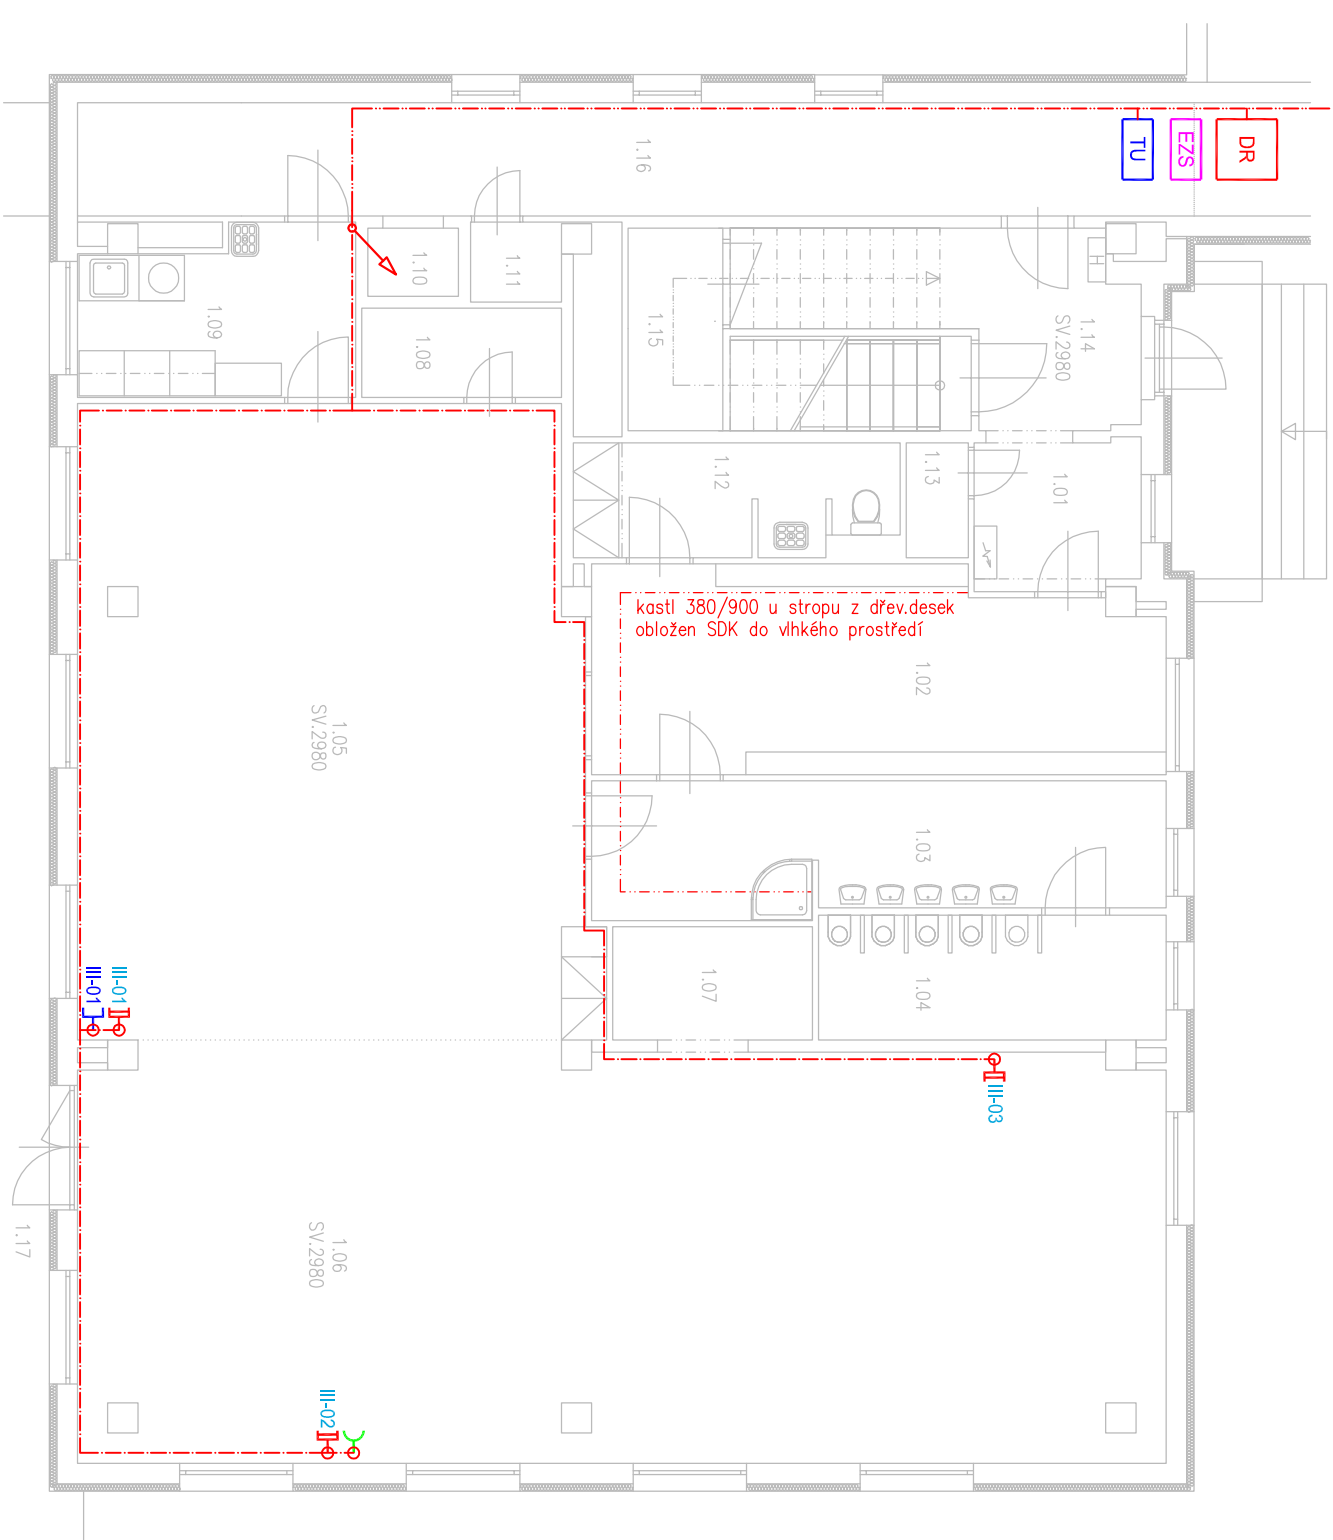 TU
EZS
DR
1.16
1.10
1.11
H
1.09
1.08
1.15
1.14
SV.2980
1.12
1.13
1.01
kastl 380/900 u stropu z dřev.desek
obložen SDK do vlhkého prostředí
1.02
1.05
SV.2980
1.03
III-01
III-01
1.07
1.04
III-03
1.17
1.06
SV.2980
III-02